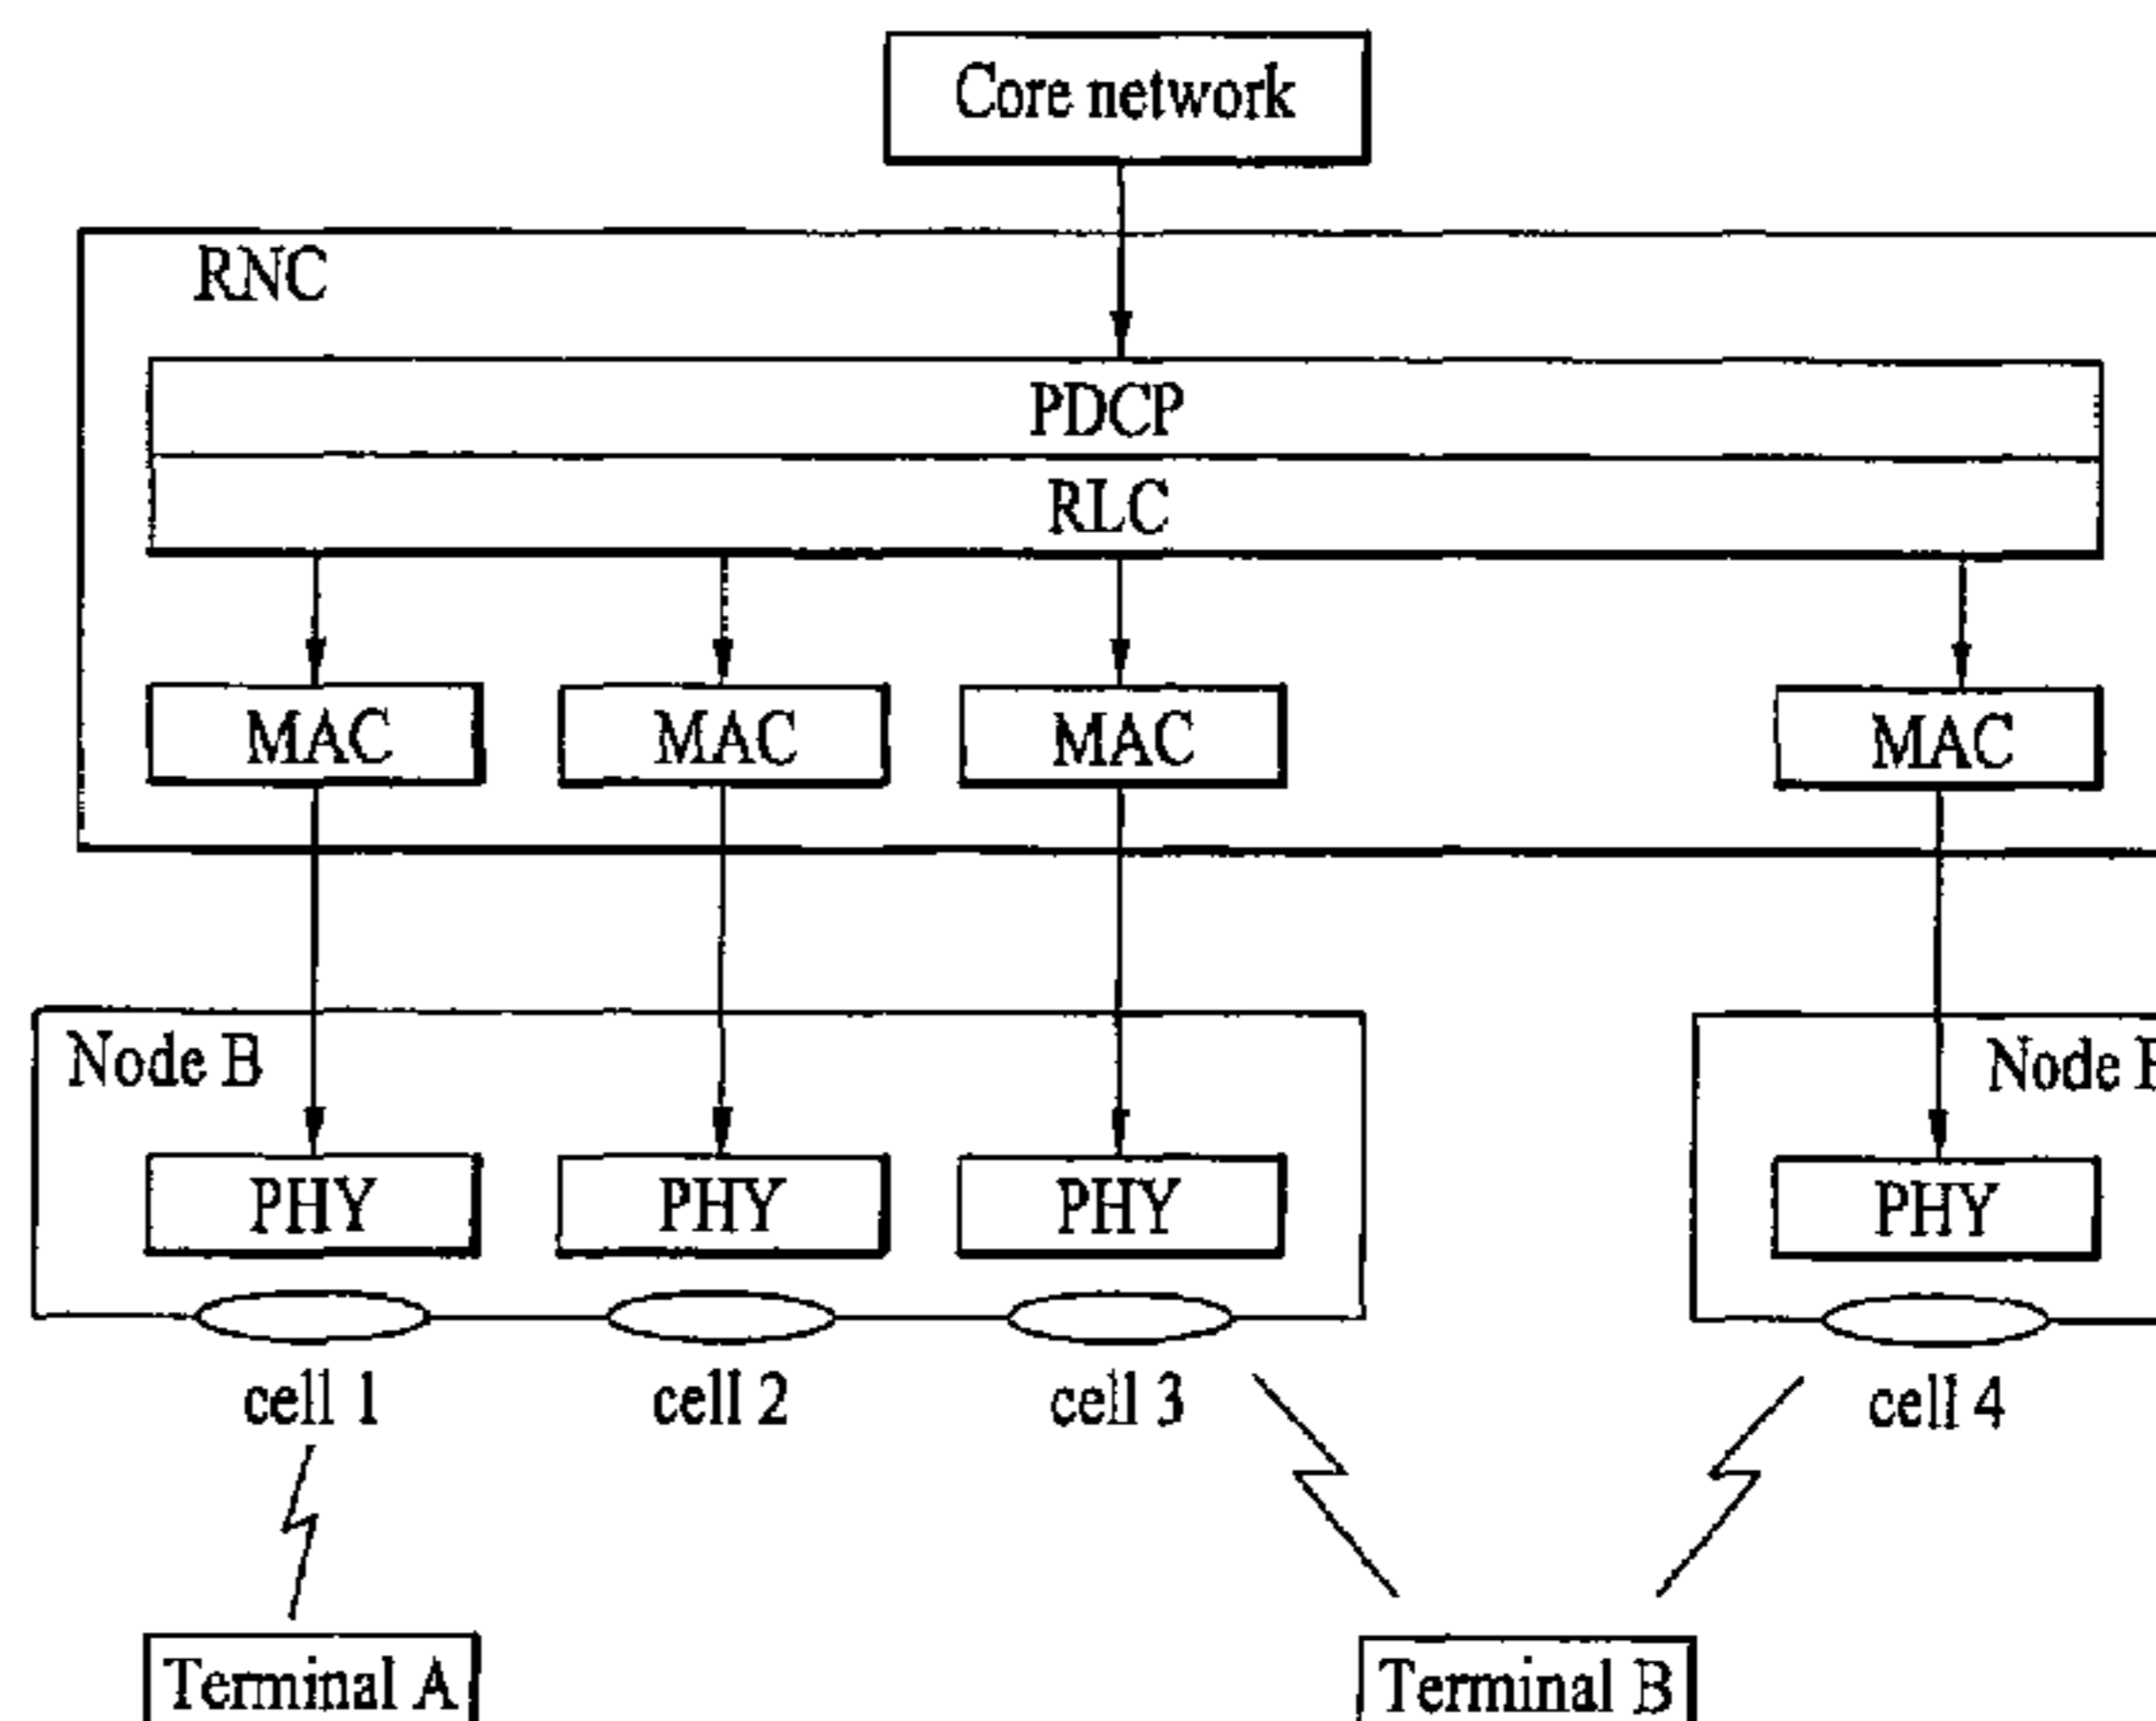 Core network
RNC
PDCP
RLC
MAC MAC MAC MAC
Node B Node
PHY PHY PHY PHY
cell 1 cell 2 cell 3 cell 4
Terminal A Terminal B